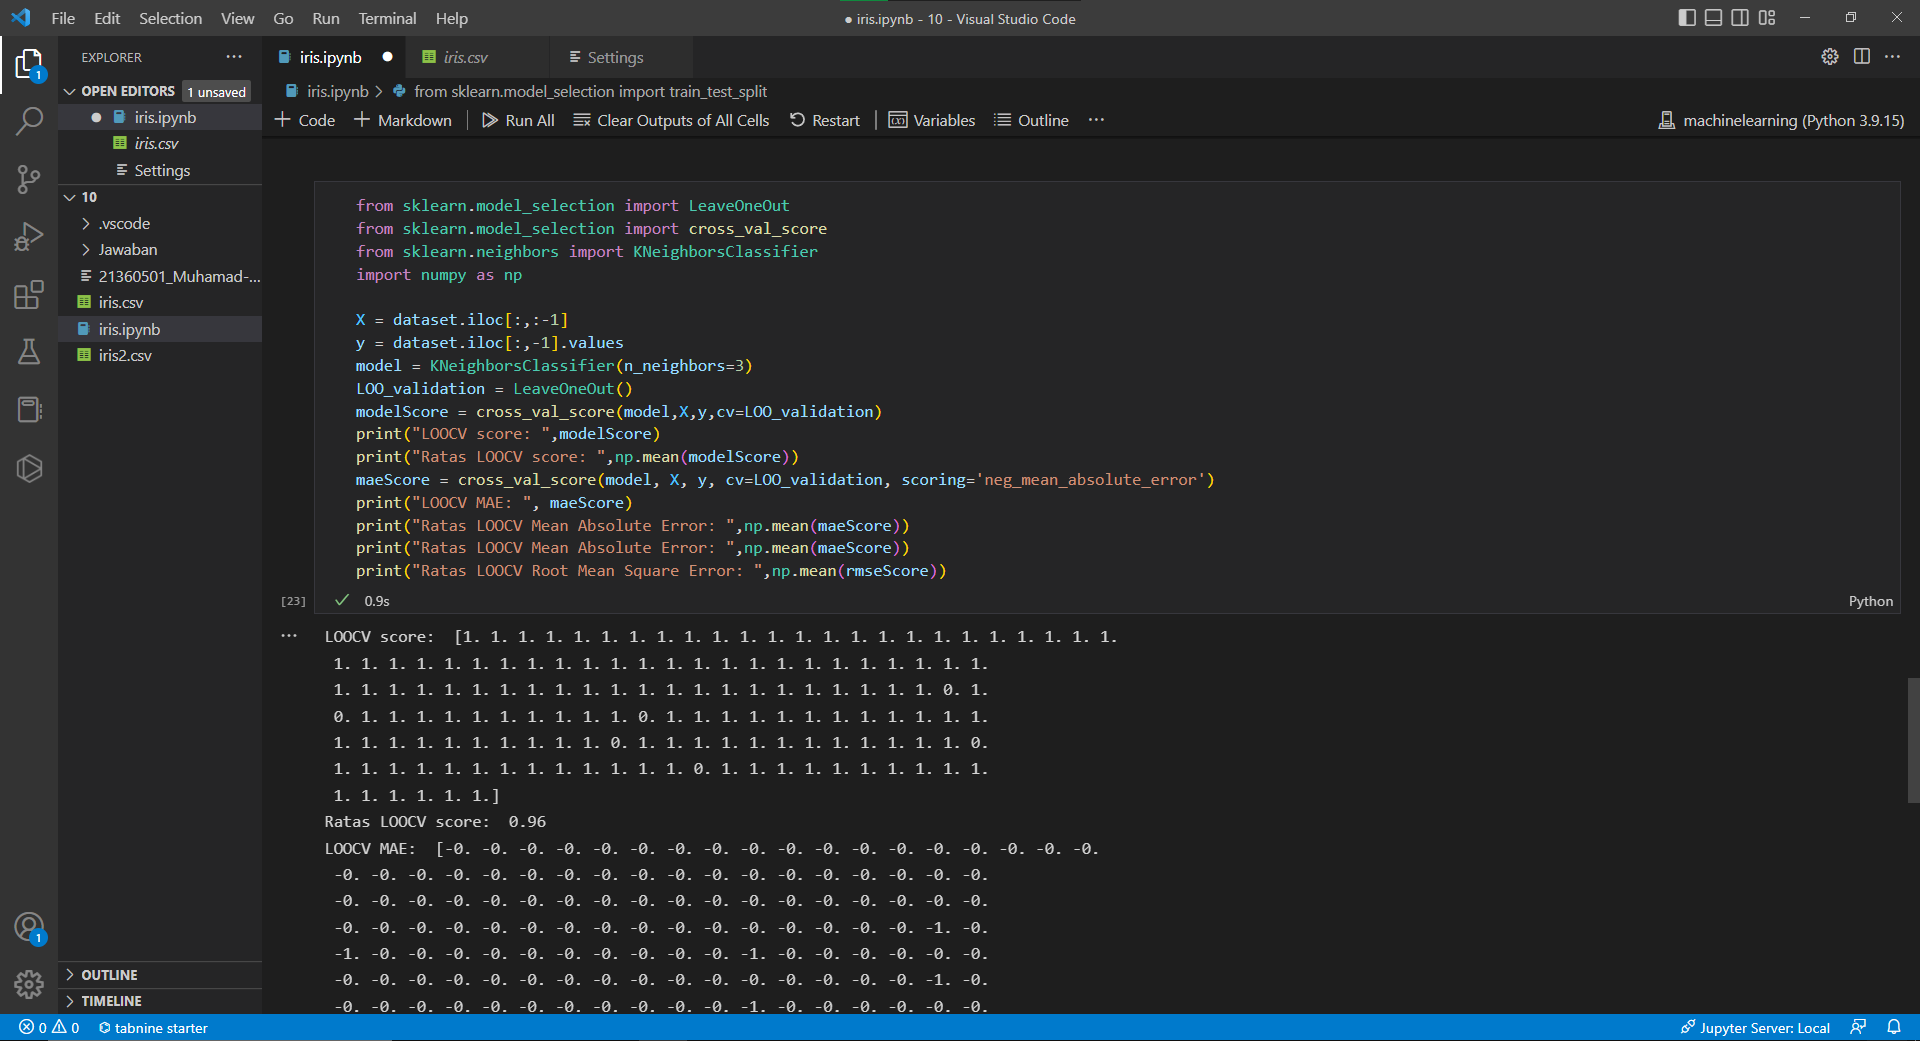 File Edit Selection View Go Run Terminal Help
● iris.ipynb - 10 - Visual Studio Code
EXPLORER
OPEN EDITORS 1 unsaved
iris.ipynb
iris.csv
Settings
10
.vscode
Jawaban
21360501_Muhamad-...
iris.csv
iris.ipynb
iris2.csv
OUTLINE
TIMELINE
iris.ipynb iris.csv Settings
iris.ipynb > from sklearn.model_selection import train_test_split
+ Code + Markdown Run All Clear Outputs of All Cells Restart Variables Outline ...
machinelearning (Python 3.9.15)
from sklearn.model_selection import LeaveOneOut
from sklearn.model_selection import cross_val_score
from sklearn.neighbors import KNeighborsClassifier
import numpy as np
X = dataset.iloc[:,:-1]
y = dataset.iloc[:,-1].values
model = KNeighborsClassifier(n_neighbors=3)
LOO_validation = LeaveOneOut()
modelScore = cross_val_score(model,X,y,cv=LOO_validation)
print("LOOCV score: ",modelScore)
print("Ratas LOOCV score: ",np.mean(modelScore))
maeScore = cross_val_score(model, X, y, cv=LOO_validation, scoring='neg_mean_absolute_error')
print("LOOCV MAE: ", maeScore)
print("Ratas LOOCV Mean Absolute Error: ",np.mean(maeScore))
print("Ratas LOOCV Mean Absolute Error: ",np.mean(maeScore))
print("Ratas LOOCV Root Mean Square Error: ",np.mean(rmseScore))
[23] ✓ 0.9s Python
LOOCV score:  [1. 1. 1. 1. 1. 1. 1. 1. 1. 1. 1. 1. 1. 1. 1. 1. 1. 1. 1. 1. 1. 1. 1. 1.
1. 1. 1. 1. 1. 1. 1. 1. 1. 1. 1. 1. 1. 1. 1. 1. 1. 1. 1. 1. 1. 1. 1. 1.
1. 1. 1. 1. 1. 1. 1. 1. 1. 1. 1. 1. 1. 1. 1. 1. 1. 1. 1. 1. 1. 1. 0. 1.
0. 1. 1. 1. 1. 1. 1. 1. 1. 1. 1. 0. 1. 1. 1. 1. 1. 1. 1. 1. 1. 1. 1. 1.
1. 1. 1. 1. 1. 1. 1. 1. 1. 1. 0. 1. 1. 1. 1. 1. 1. 1. 1. 1. 1. 1. 1. 0.
1. 1. 1. 1. 1. 1. 1. 1. 1. 1. 1. 1. 1. 0. 1. 1. 1. 1. 1. 1. 1. 1. 1. 1.
1. 1. 1. 1. 1. 1.]
Ratas LOOCV score:  0.96
LOOCV MAE:  [-0. -0. -0. -0. -0. -0. -0. -0. -0. -0. -0. -0. -0. -0. -0. -0. -0. -0.
-0. -0. -0. -0. -0. -0. -0. -0. -0. -0. -0. -0. -0. -0. -0. -0. -0. -0.
-0. -0. -0. -0. -0. -0. -0. -0. -0. -0. -0. -0. -0. -0. -0. -0. -0. -0.
-0. -0. -0. -0. -0. -0. -0. -0. -0. -0. -0. -0. -0. -0. -0. -0. -1. -0.
-1. -0. -0. -0. -0. -0. -0. -0. -0. -0. -0. -1. -0. -0. -0. -0. -0. -0.
-0. -0. -0. -0. -0. -0. -0. -0. -0. -0. -0. -0. -0. -0. -0. -0. -1. -0.
-0. -0. -0. -0. -0. -0. -0. -0. -0. -0. -0. -1. -0. -0. -0. -0. -0. -0.
0 0 tabnine starter
Jupyter Server: Local
1
1